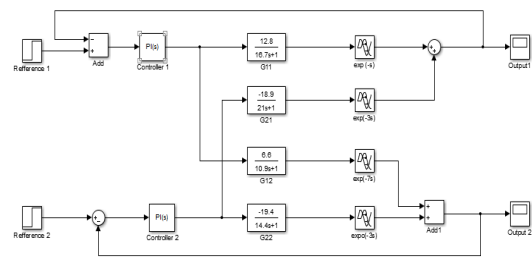 Refference 1
Add
PI(s)
Controller 1
12.8
16.7s+1
G11
exp (-s)
Output1
-18.9
21s+1
G21
exp(-3s)
6.6
10.9s+1
G12
exp(-7s)
Refference 2
PI(s)
Controller 2
-19.4
14.4s+1
G22
expo(-3s)
Add1
Output 2